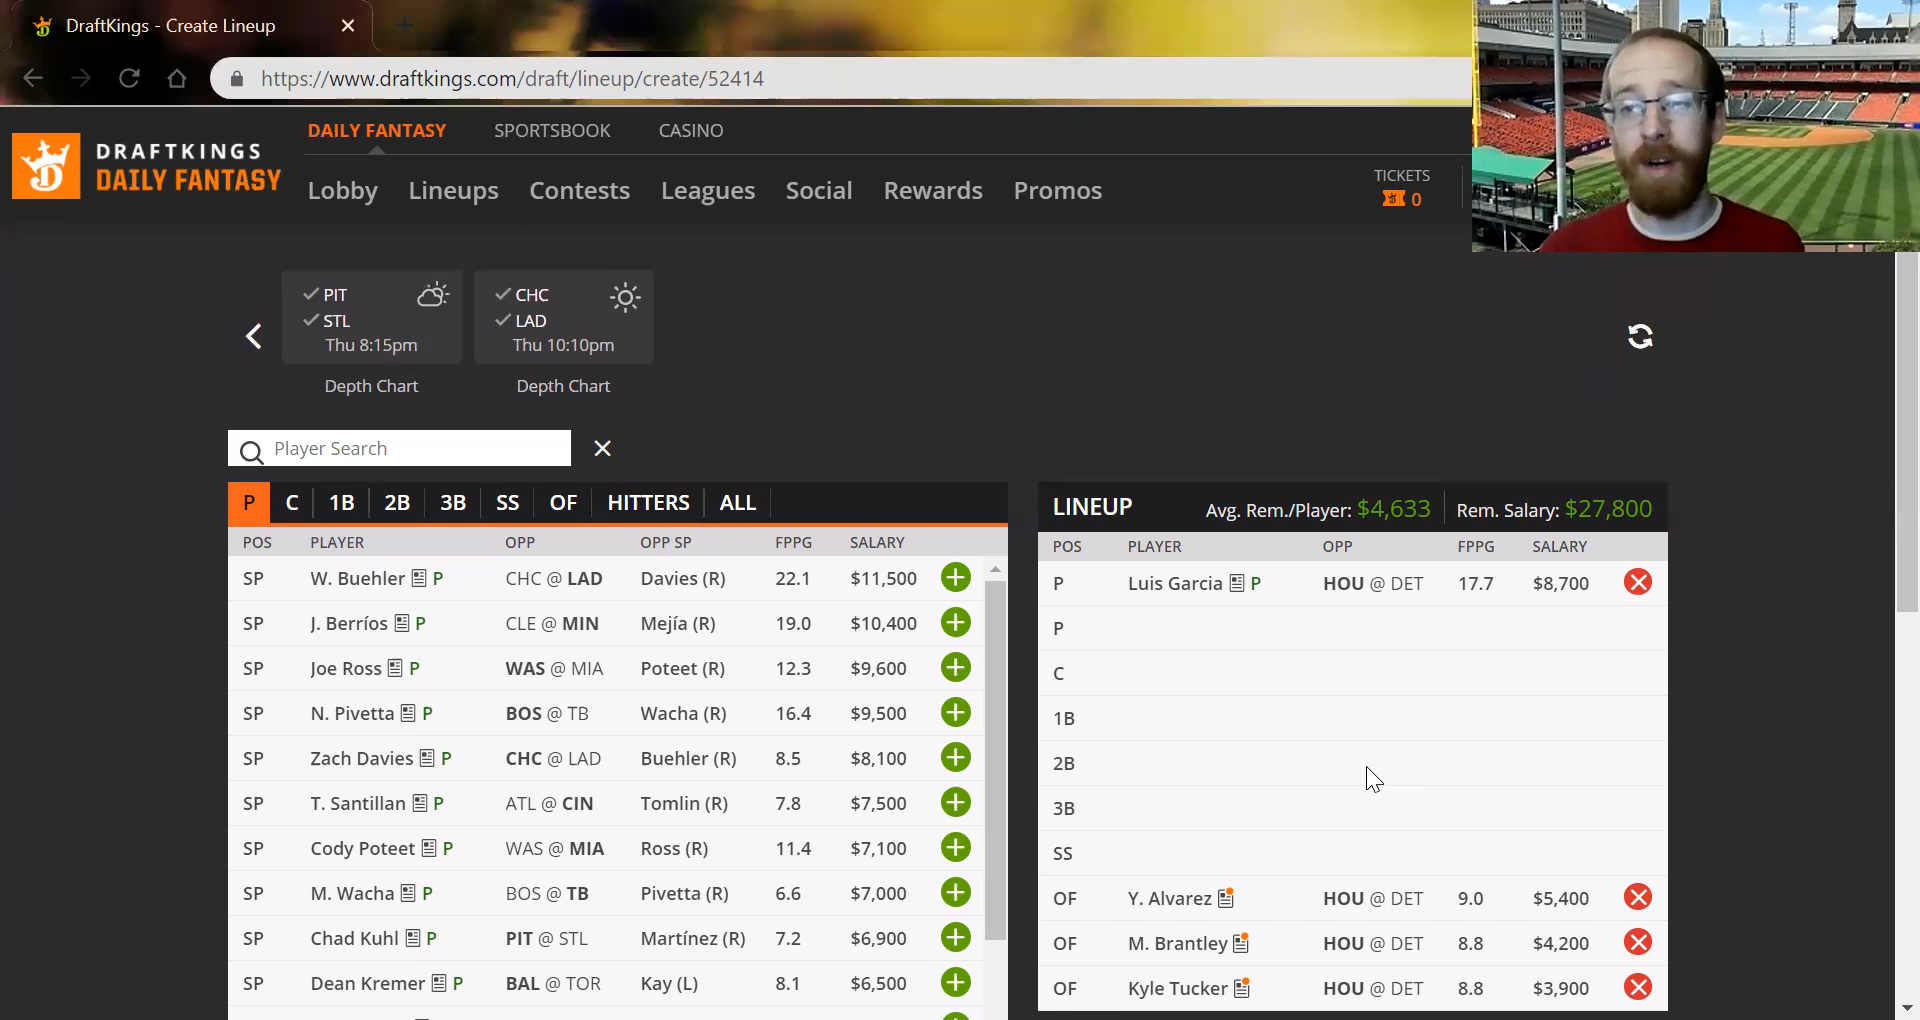 DraftKings - Create Lineup
https://www.draftkings.com/draft/lineup/create/52414
DRAFTKINGS
DAILY FANTASY
DAILY FANTASY SPORTSBOOK CASINO
Lobby Lineups Contests Leagues Social Rewards Promos
TICKETS
0
PIT
STL
Thu 8:15pm
Depth Chart
CHC
LAD
Thu 10:10pm
Depth Chart
Player Search
P C 1B 2B 3B SS OF HITTERS ALL
POS PLAYER OPP OPP SP FPPG SALARY
SP W. Buehler P CHC @ LAD Davies (R) 22.1 $11,500
SP J. Berríos P CLE @ MIN Mejía (R) 19.0 $10,400
SP Joe Ross P WAS @ MIA Poteet (R) 12.3 $9,600
SP N. Pivetta P BOS @ TB Wacha (R) 16.4 $9,500
SP Zach Davies P CHC @ LAD Buehler (R) 8.5 $8,100
SP T. Santillan P ATL @ CIN Tomlin (R) 7.8 $7,500
SP Cody Poteet P WAS @ MIA Ross (R) 11.4 $7,100
SP M. Wacha P BOS @ TB Pivetta (R) 6.6 $7,000
SP Chad Kuhl P PIT @ STL Martínez (R) 7.2 $6,900
SP Dean Kremer P BAL @ TOR Kay (L) 8.1 $6,500
LINEUP Avg. Rem./Player: $4,633 Rem. Salary: $27,800
POS PLAYER OPP FPPG SALARY
P Luis Garcia P HOU @ DET 17.7 $8,700
P
C
1B
2B
3B
SS
OF Y. Alvarez HOU @ DET 9.0 $5,400
OF M. Brantley HOU @ DET 8.8 $4,200
OF Kyle Tucker HOU @ DET 8.8 $3,900